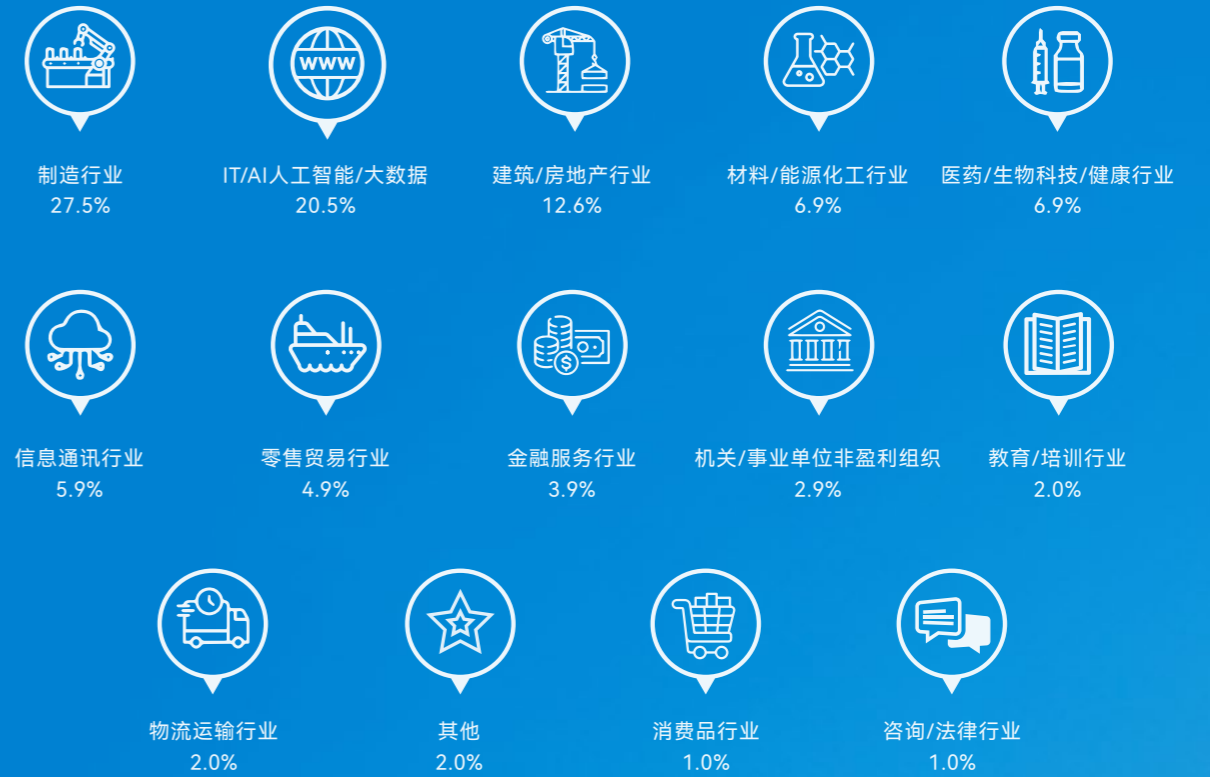 WWW
制造行业
27.5%
IT/AI人工智能/大数据
20.5%
建筑/房地产行业
12.6%
材料/能源化工行业
6.9%
医药/生物科技/健康行业
6.9%
$
信息通讯行业
5.9%
零售贸易行业
4.9%
金融服务行业
3.9%
机关/事业单位非盈利组织
2.9%
教育/培训行业
2.0%
物流运输行业
2.0%
其他
2.0%
消费品行业
1.0%
咨询/法律行业
1.0%